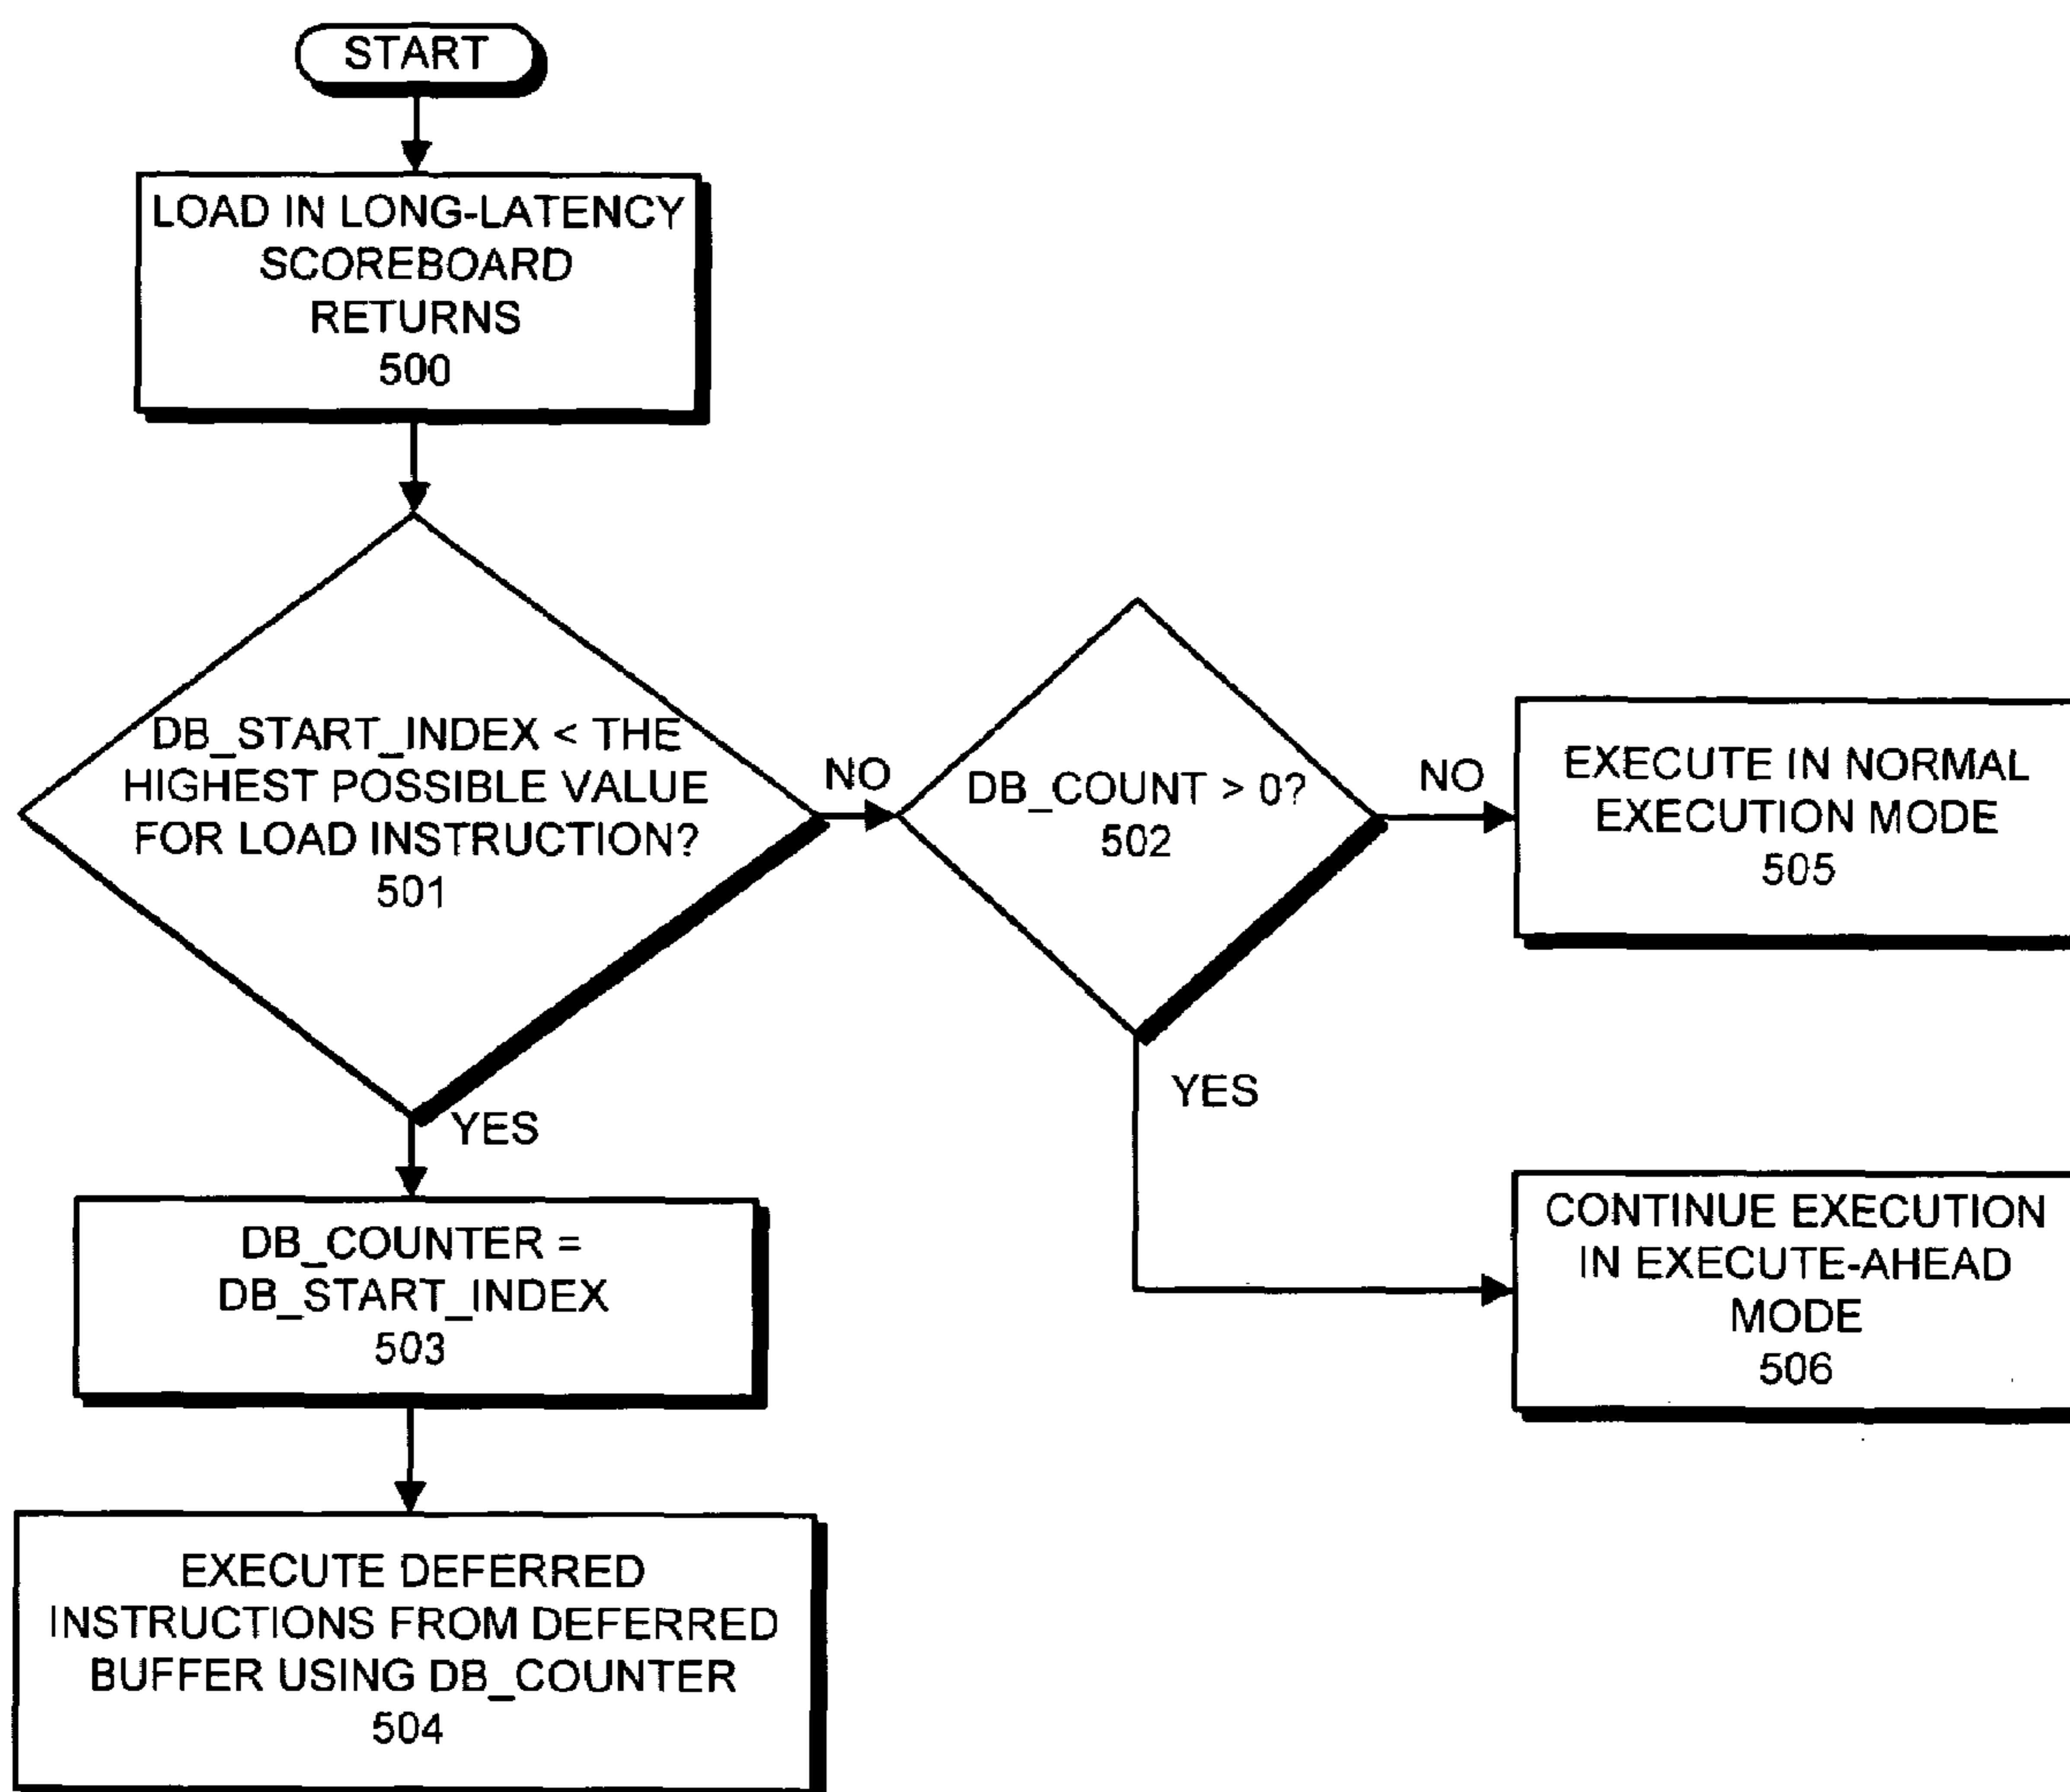 START
LOAD IN LONG-LATENCY
SCOREBOARD
RETURNS
500
DB_START_INDEX < THE
HIGHEST POSSIBLE VALUE
FOR LOAD INSTRUCTION?
501
NO
DB_COUNT > 0?
502
NO
EXECUTE IN NORMAL
EXECUTION MODE
505
YES
CONTINUE EXECUTION
IN EXECUTE-AHEAD
MODE
506
YES
DB_COUNTER =
DB_START_INDEX
503
EXECUTE DEFERRED
INSTRUCTIONS FROM DEFERRED
BUFFER USING DB_COUNTER
504